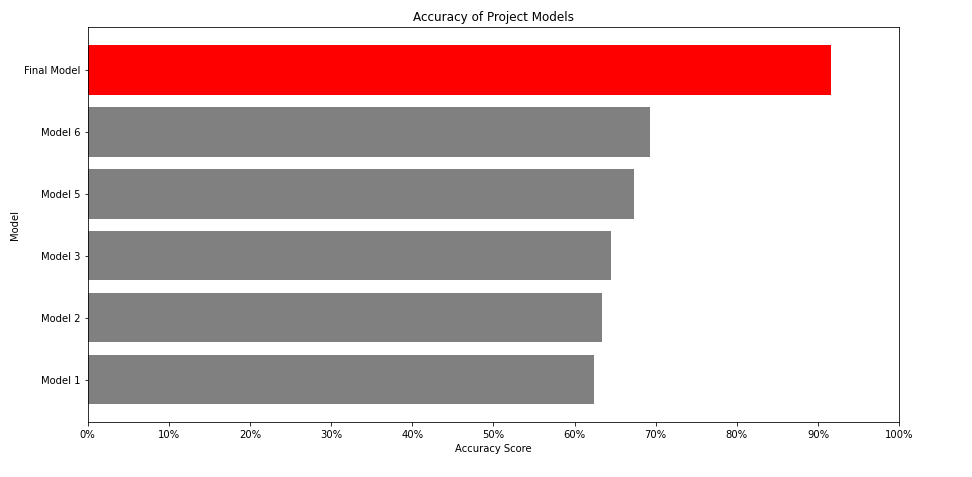 Accuracy of Project Models
Final Model
Model 6
Model 5
Model 3
Model 2
Model 1
Model
0% 10% 20% 30% 40% 50% 60% 70% 80% 90% 100%
Accuracy Score